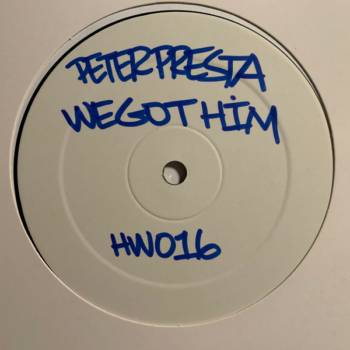 PETER PRESTA
WE GOT HIM
HW016